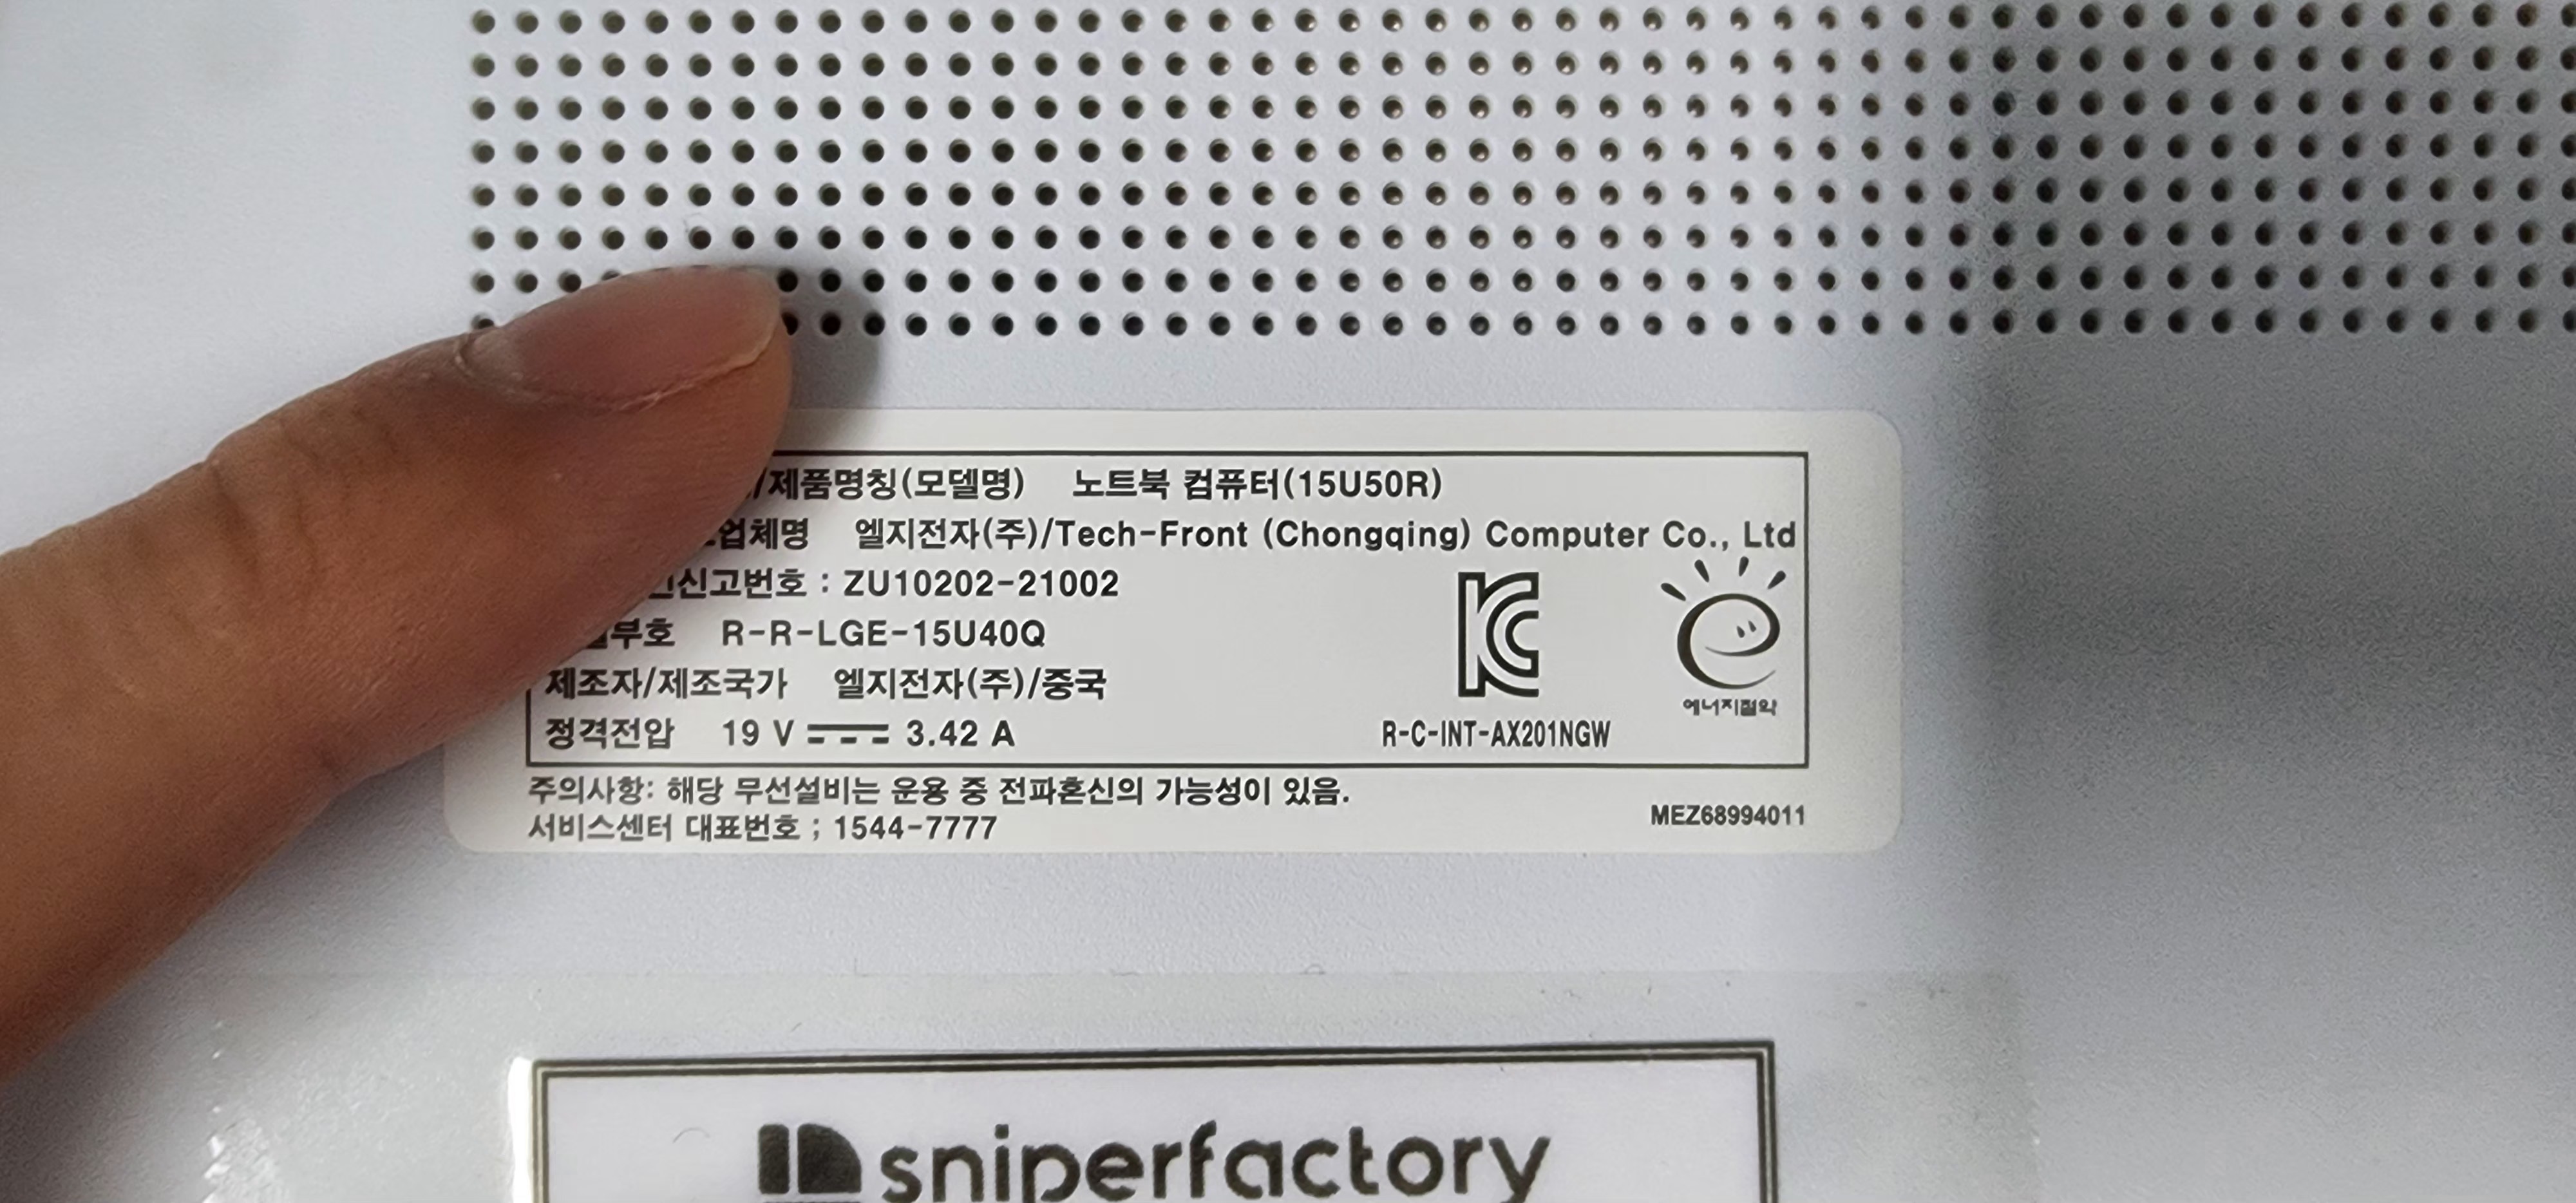 /제품명칭(모델명) 노트북 컴퓨터(15U50R)
업체명 엘지전자(주)/Tech-Front (Chongqing) Computer Co., Ltd
신고번호 : ZU10202-21002
부호 R-R-LGE-15U40Q
제조자/제조국가 엘지전자(주)/중국
정격전압 19 V 3.42 A
R-C-INT-AX201NGW
에너지절약
주의사항: 해당 무선설비는 운용 중 전파혼신의 가능성이 있음.
서비스센터 대표번호 ; 1544-7777
MEZ68994011
sniperfactory